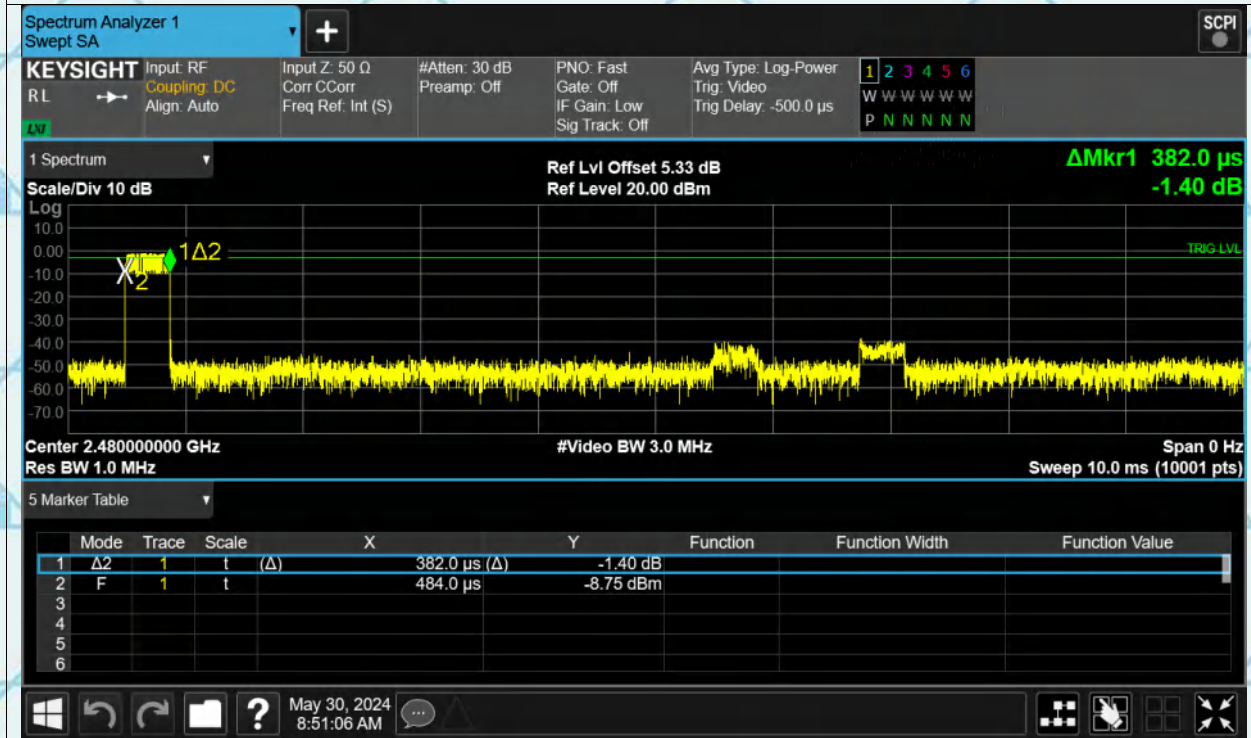 Spectrum Analyzer 1
Swept SA
+
SCPI
KEYSIGHT
RL
LXI
Input: RF
Coupling: DC
Align: Auto
Input Z: 50 Ω
Corr CCorr
Freq Ref: Int (S)
#Atten: 30 dB
Preamp: Off
PNO: Fast
Gate: Off
IF Gain: Low
Sig Track: Off
Avg Type: Log-Power
Trig: Video
Trig Delay: -500.0 µs
1 2 3 4 5 6
W W W W W W
P N N N N N
1 Spectrum
Scale/Div 10 dB
Ref Lvl Offset 5.33 dB
Ref Level 20.00 dBm
ΔMkr1 382.0 µs
-1.40 dB
Log
10.0
0.00
-10.0
-20.0
-30.0
-40.0
-50.0
-60.0
-70.0
1Δ2
X2
TRIG LVL
Center 2.480000000 GHz
#Video BW 3.0 MHz
Span 0 Hz
Res BW 1.0 MHz
Sweep 10.0 ms (10001 pts)
5 Marker Table
Mode Trace Scale X Y Function Function Width Function Value
1 Δ2 1 t (Δ) 382.0 µs (Δ) -1.40 dB
2 F 1 t 484.0 µs -8.75 dBm
3
4
5
6
?
May 30, 2024
8:51:06 AM